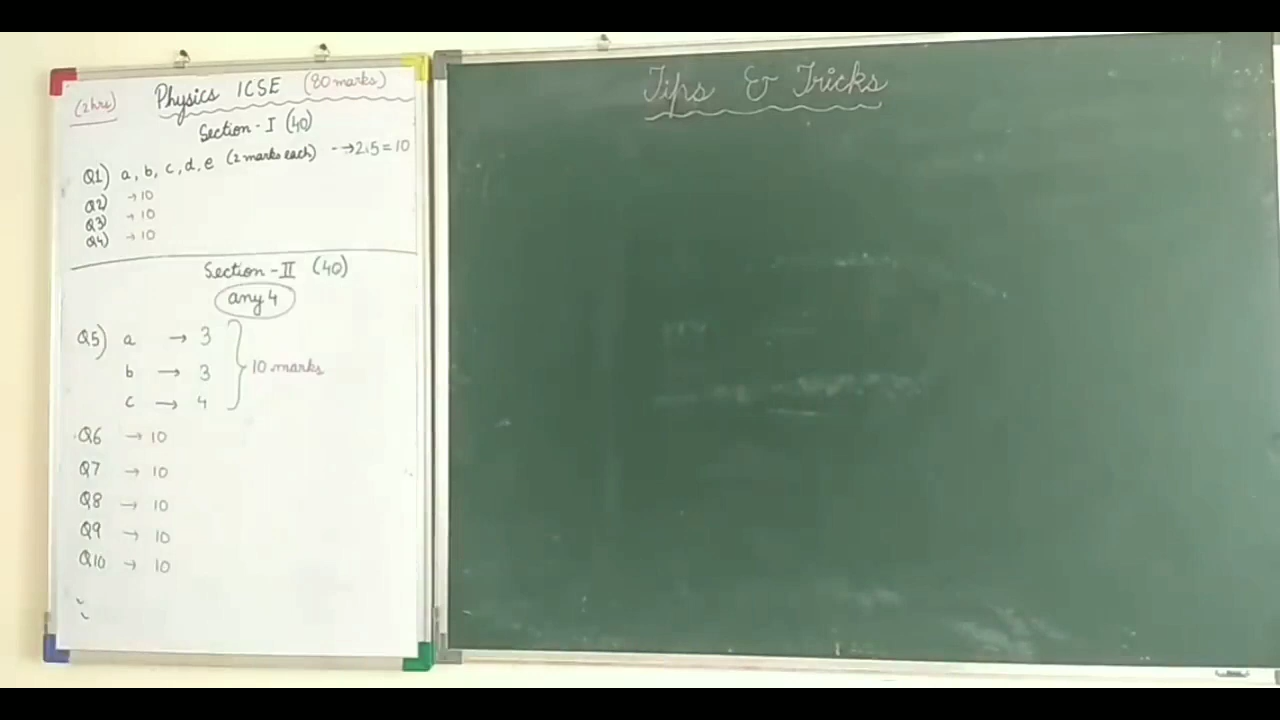 (2hrs) Physics ICSE (80 marks)
Section - I (40)
Q1) a, b, c, d, e (2 marks each) --→ 2.5 = 10
Q2) → 10
Q3) → 10
Q4) → 10
Section - II (40)
any 4
Q5) a → 3
b → 3
c → 4
10 marks
Q6 → 10
Q7 → 10
Q8 → 10
Q9 → 10
Q10 → 10
Tips & Tricks